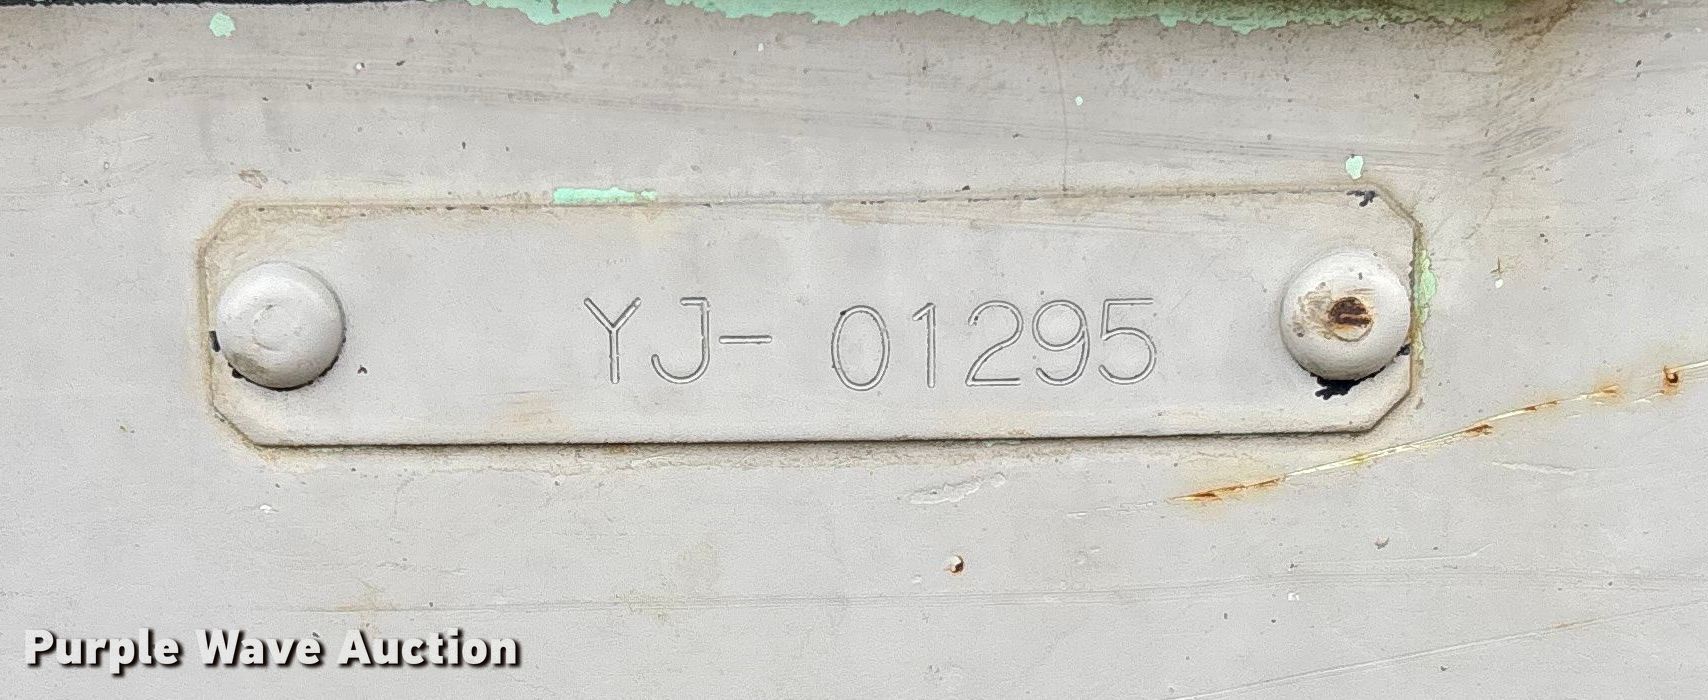 YJ- 01295
Purple Wave Auction